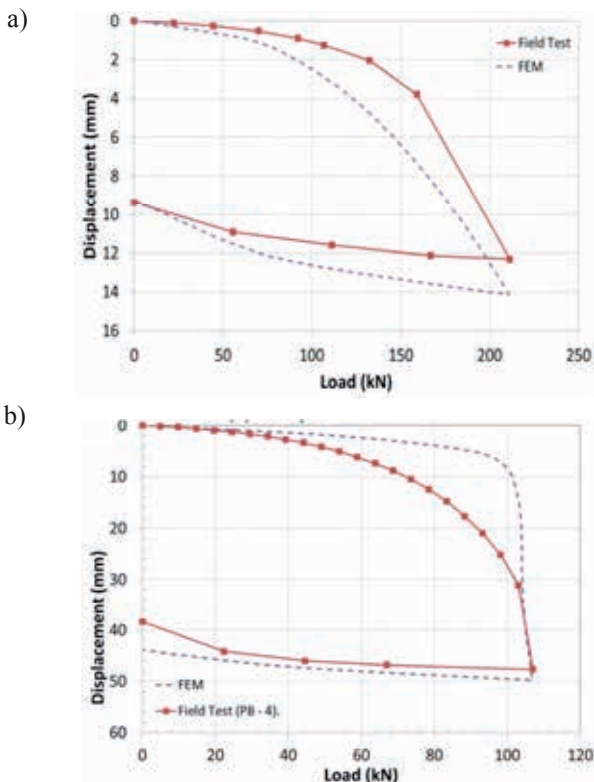 a)
0
2
4
6
8
10
12
14
16
Displacement (mm)
Field Test
FEM
0 50 100 150 200 250
Load (kN)
b)
0
10
20
30
40
50
60
Displacement (mm)
FEM
Field Test (PB - 4).
0 20 40 60 80 100 120
Load (kN)